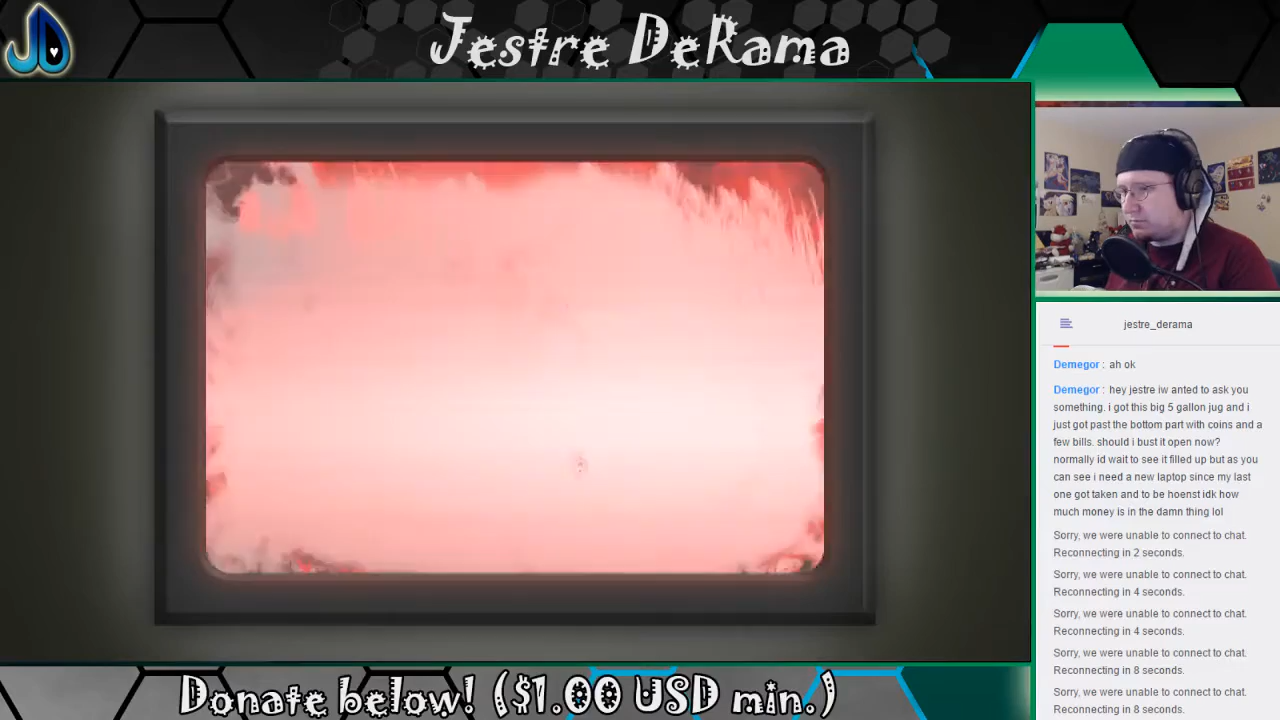 JD
Jestre DeRama
jestre_derama
Demegor : ah ok
Demegor : hey jestre iw anted to ask you
something. i got this big 5 gallon jug and i
just got past the bottom part with coins and a
few bills. should i bust it open now?
normally id wait to see it filled up but as you
can see i need a new laptop since my last
one got taken and to be hoenst idk how
much money is in the damn thing lol
Sorry, we were unable to connect to chat.
Reconnecting in 2 seconds.
Sorry, we were unable to connect to chat.
Reconnecting in 4 seconds.
Sorry, we were unable to connect to chat.
Reconnecting in 4 seconds.
Sorry, we were unable to connect to chat.
Reconnecting in 8 seconds.
Sorry, we were unable to connect to chat.
Reconnecting in 8 seconds.
Donate below! ($1.00 USD min.)